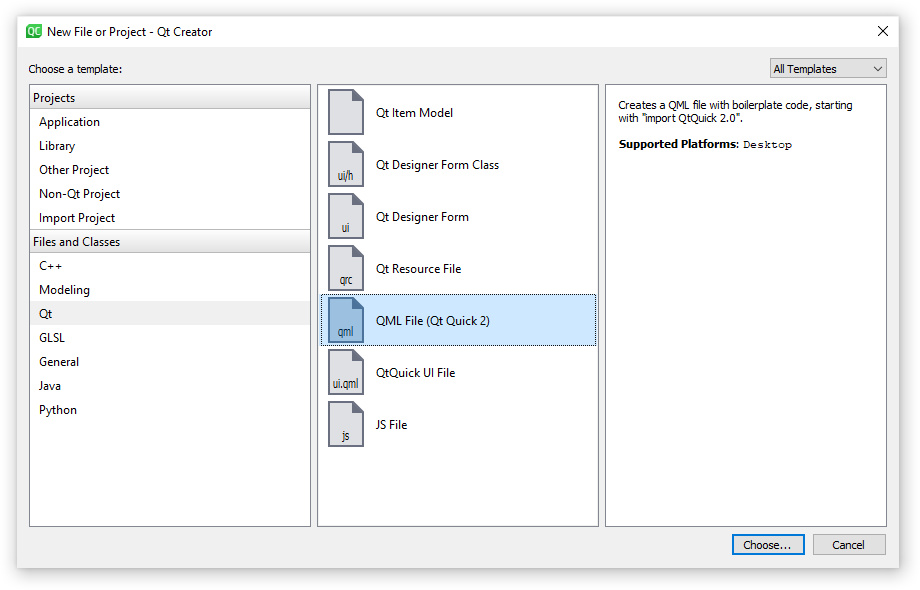 QC New File or Project - Qt Creator
Choose a template:
All Templates
Projects
Application
Library
Other Project
Non-Qt Project
Import Project
Files and Classes
C++
Modeling
Qt
GLSL
General
Java
Python
Qt Item Model
ui/h
Qt Designer Form Class
ui
Qt Designer Form
qrc
Qt Resource File
qml
QML File (Qt Quick 2)
ui.qml
QtQuick UI File
js
JS File
Creates a QML file with boilerplate code, starting
with "import QtQuick 2.0".
Supported Platforms: Desktop
Choose...
Cancel